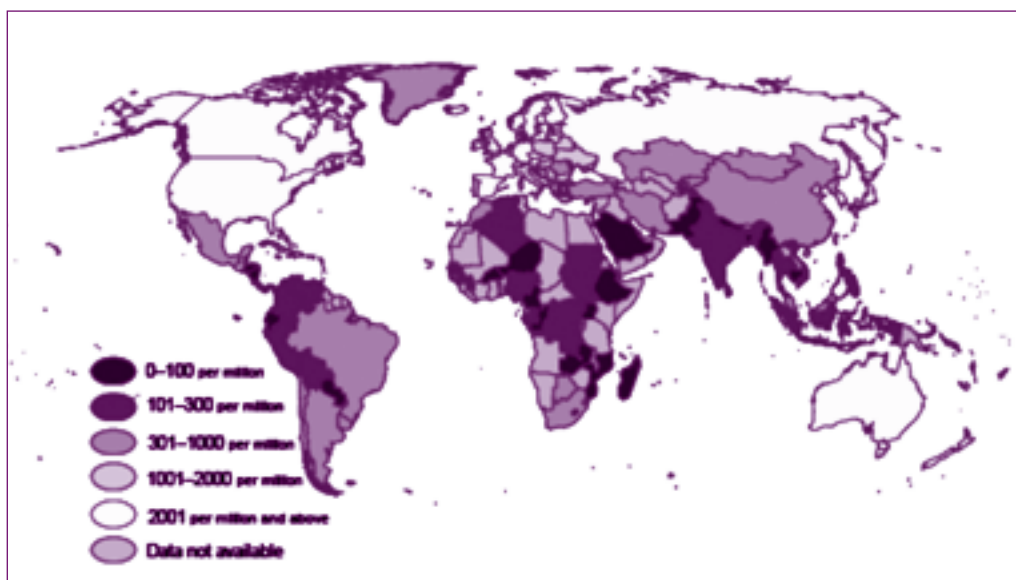 0–100 per million
101–300 per million
301–1000 per million
1001–2000 per million
2001 per million and above
Data not available